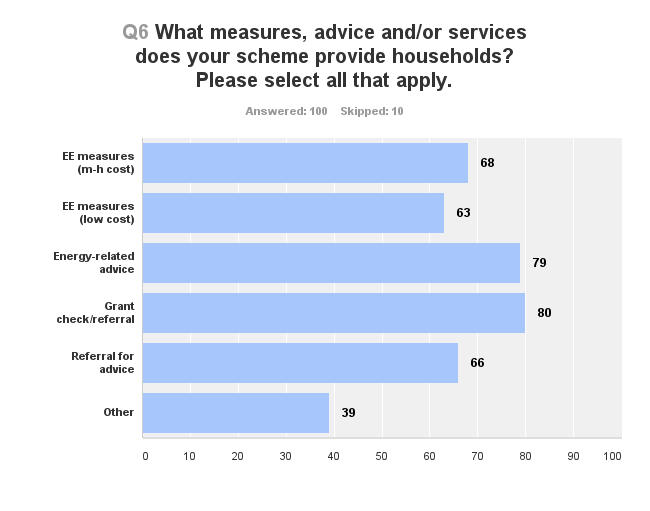 Q6 What measures, advice and/or services
does your scheme provide households?
Please select all that apply.
Answered: 100 Skipped: 10
EE measures
(m-h cost)
68
EE measures
(low cost)
63
Energy-related
advice
79
Grant
check/referral
80
Referral for
advice
66
Other
39
0 10 20 30 40 50 60 70 80 90 100